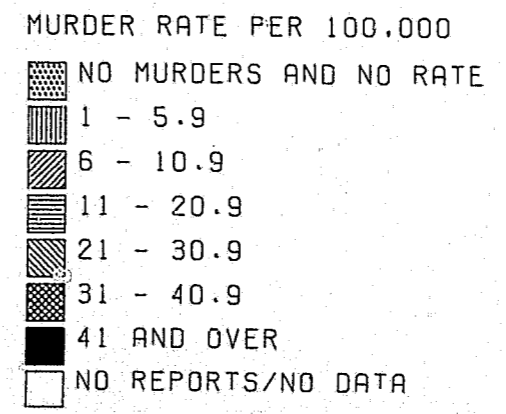 MURDER RATE PER 100,000
NO MURDERS AND NO RATE
1 - 5.9
6 - 10.9
11 - 20.9
21 - 30.9
31 - 40.9
41 AND OVER
NO REPORTS/NO DATA